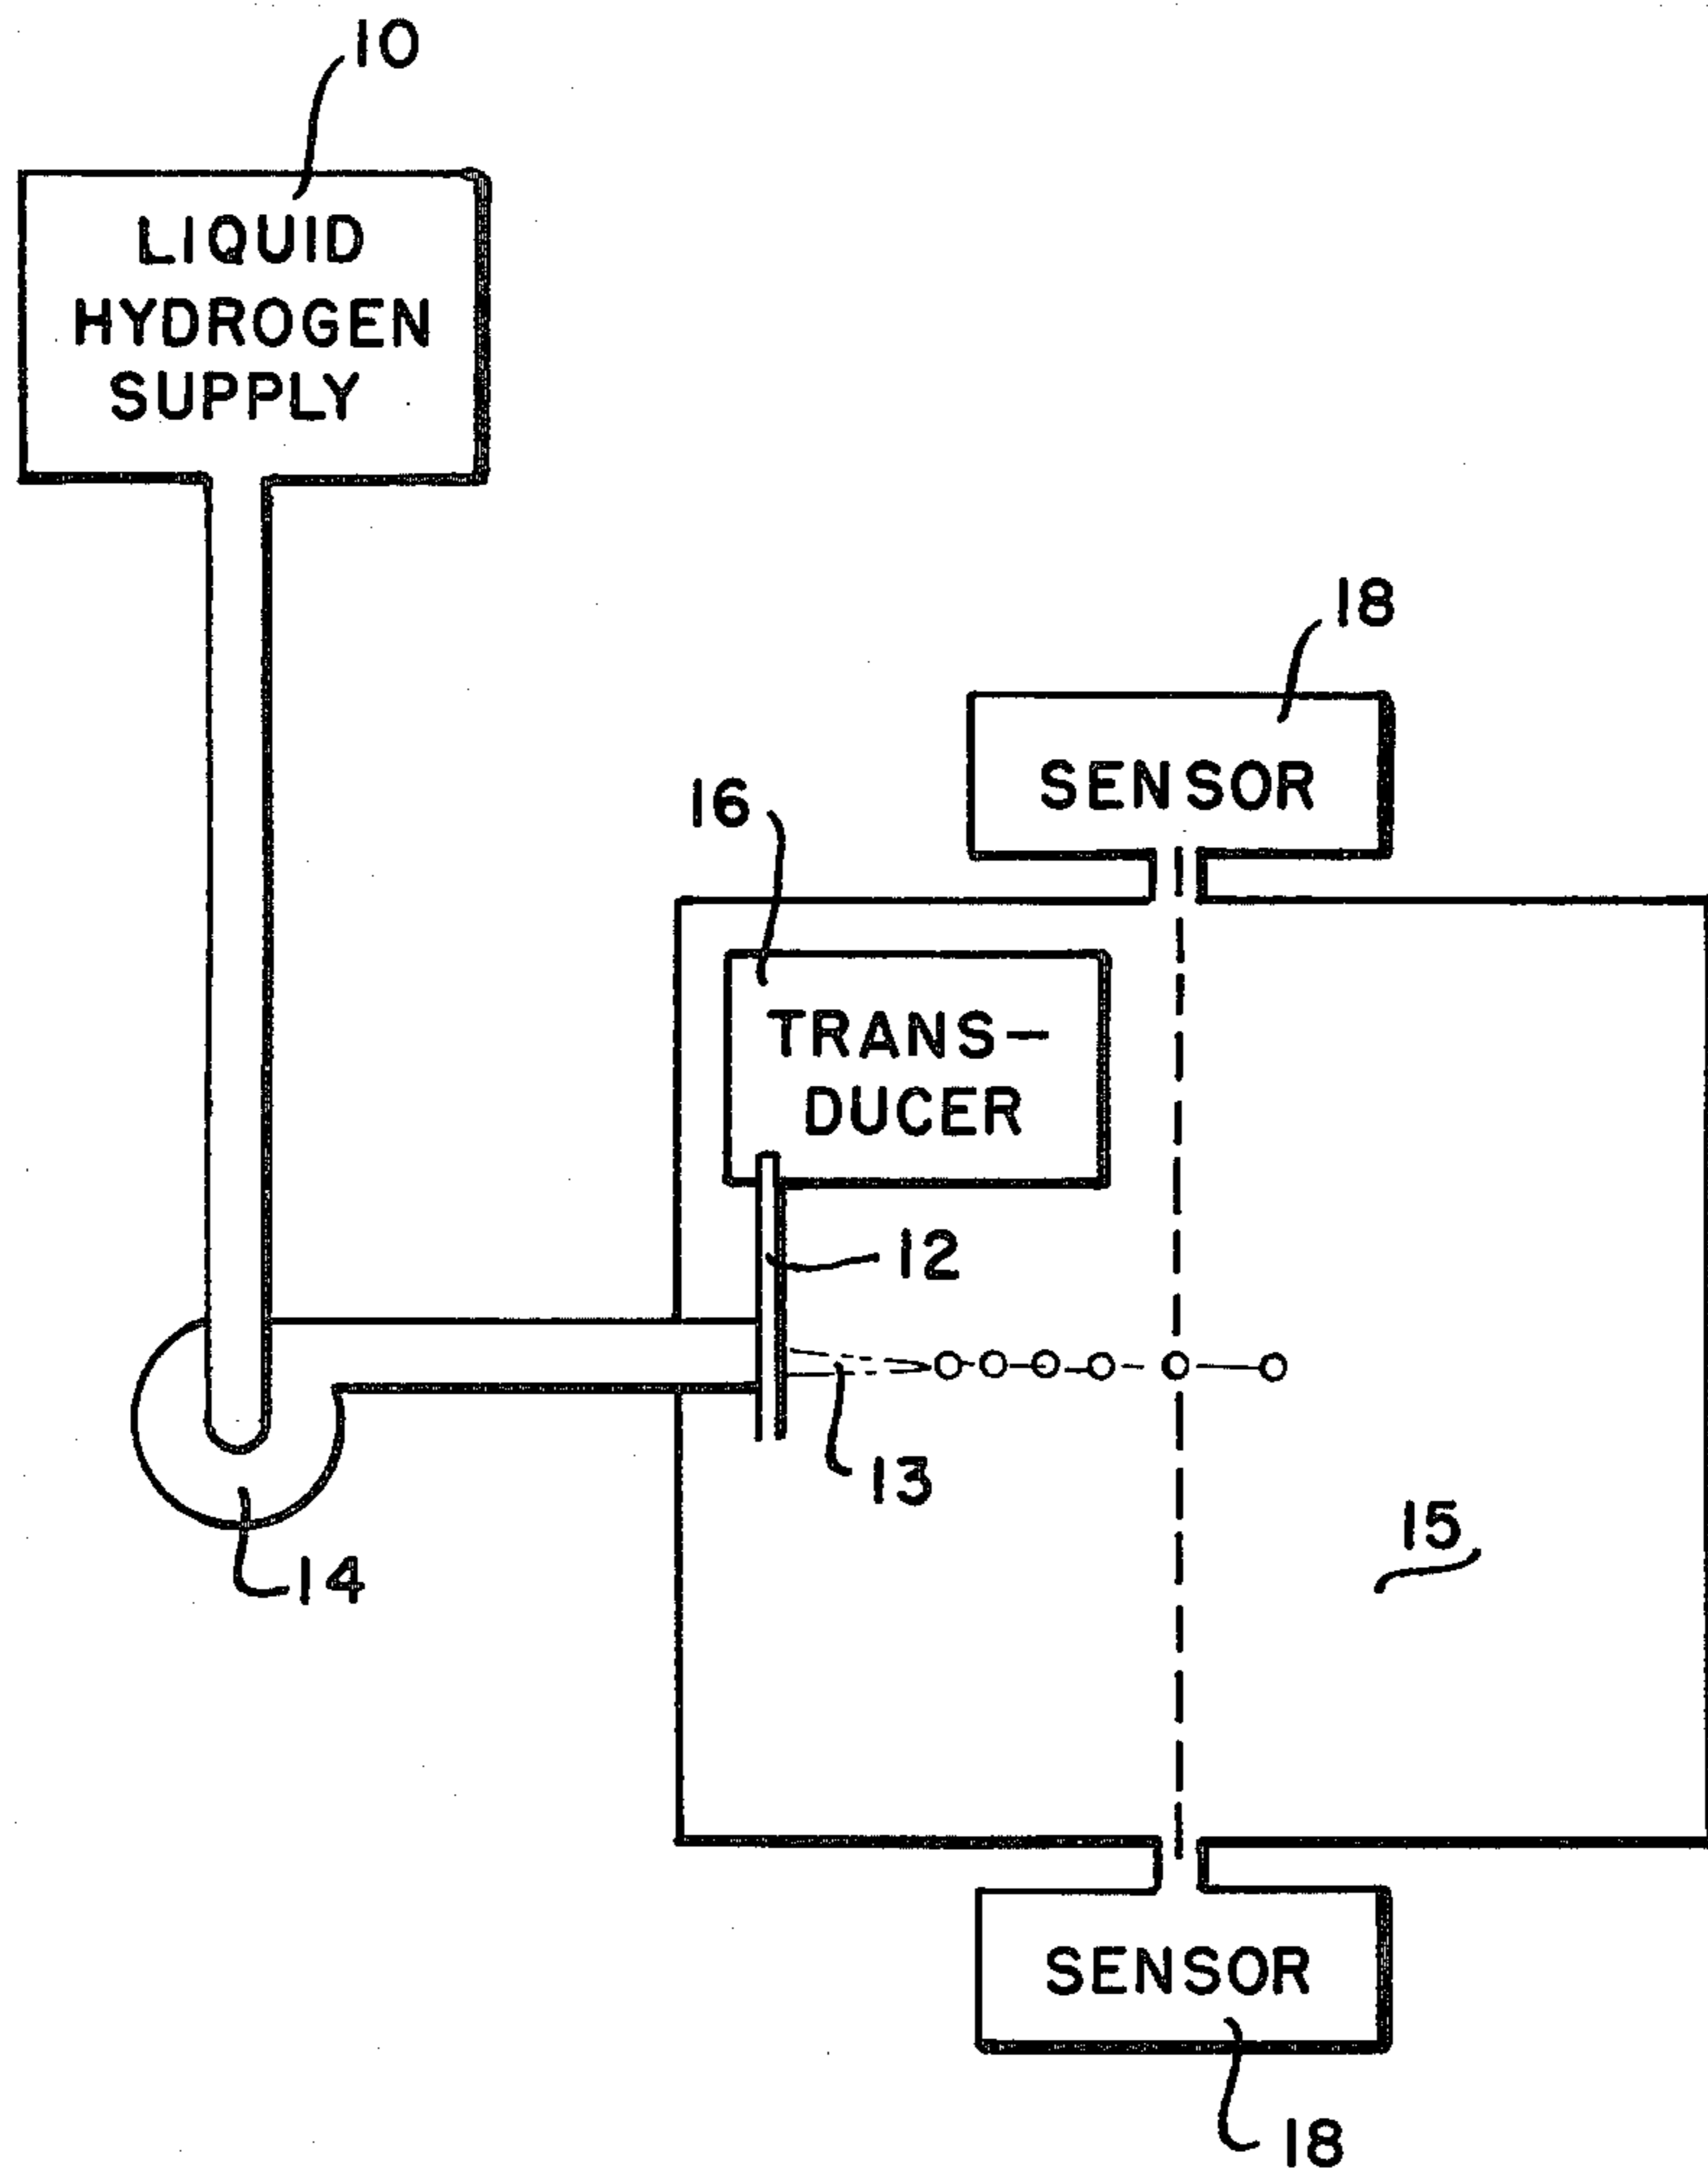 10
LIQUID
HYDROGEN
SUPPLY
18
SENSOR
16
TRANS-
DUCER
12
13
14
15
SENSOR
18